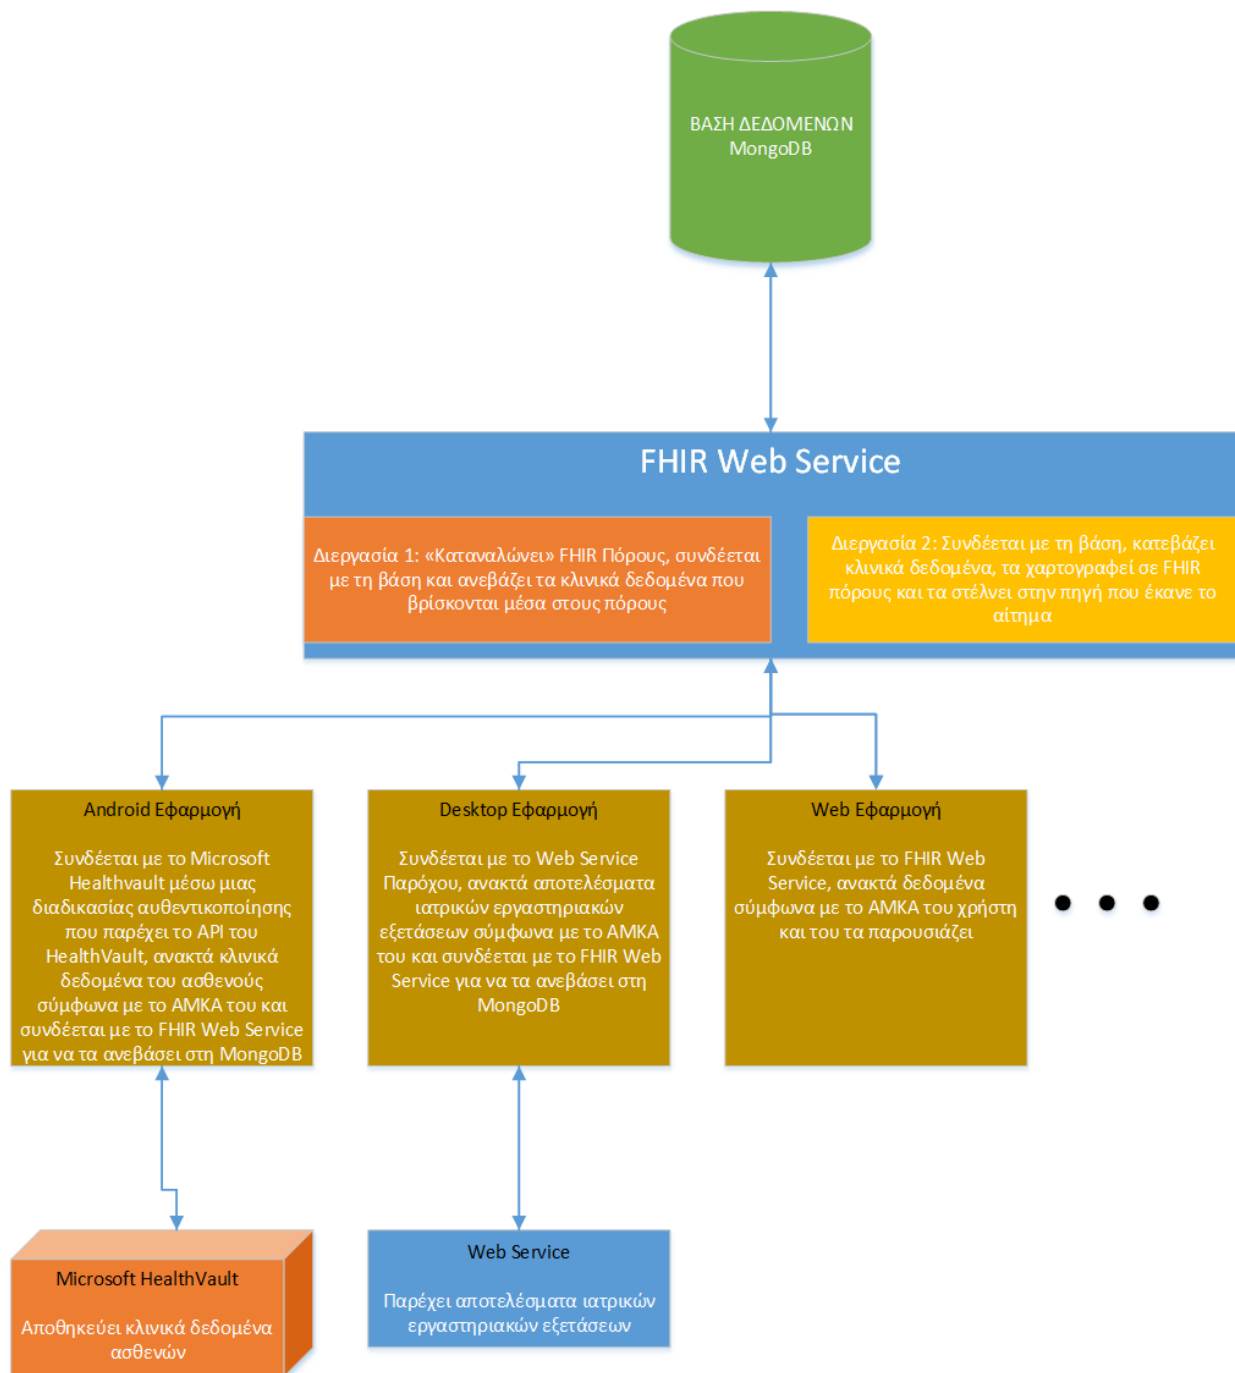 ΒΑΣΗ ΔΕΔΟΜΕΝΩΝ
MongoDB
FHIR Web Service
Διεργασία 1: «Καταναλώνει» FHIR Πόρους, συνδέεται
με τη βάση και ανεβάζει τα κλινικά δεδομένα που
βρίσκονται μέσα στους πόρους
Διεργασία 2: Συνδέεται με τη βάση, κατεβάζει
κλινικά δεδομένα, τα χαρτογραφεί σε FHIR
πόρους και τα στέλνει στην πηγή που έκανε το
αίτημα
Android Εφαρμογή
Συνδέεται με το Microsoft
Healthvault μέσω μιας
διαδικασίας αυθεντικοποίησης
που παρέχει το API του
HealthVault, ανακτά κλινικά
δεδομένα του ασθενούς
σύμφωνα με το ΑΜΚΑ του και
συνδέεται με το FHIR Web Service
για να τα ανεβάσει στη MongoDB
Desktop Εφαρμογή
Συνδέεται με το Web Service
Παρόχου, ανακτά αποτελέσματα
ιατρικών εργαστηριακών
εξετάσεων σύμφωνα με το ΑΜΚΑ
του και συνδέεται με το FHIR Web
Service για να τα ανεβάσει στη
MongoDB
Web Εφαρμογή
Συνδέεται με το FHIR Web
Service, ανακτά δεδομένα
σύμφωνα με το ΑΜΚΑ του χρήστη
και του τα παρουσιάζει
Microsoft HealthVault
Αποθηκεύει κλινικά δεδομένα
ασθενών
Web Service
Παρέχει αποτελέσματα ιατρικών
εργαστηριακών εξετάσεων